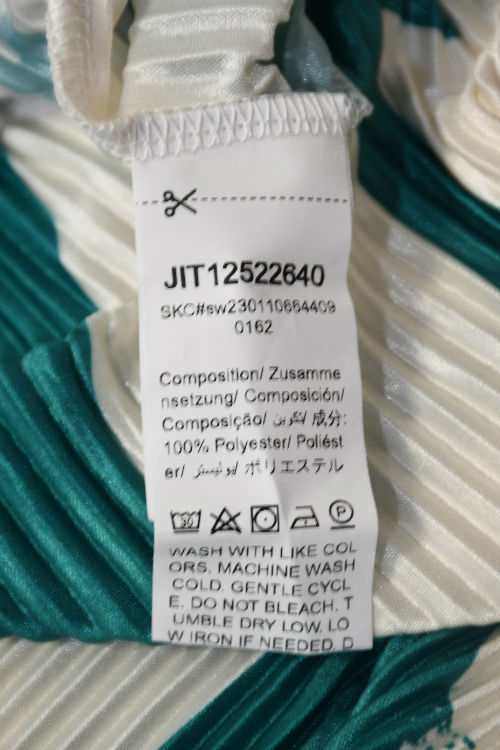 JIT12522640
SKC#sw230110664409
0162
Composition/ Zusamme
nsetzung/ Composición/
Composição/ تكوين/ 成分:
100% Polyester/ Poliést
er/ بوليستر/ ポリエステル
30
WASH WITH LIKE COL
ORS. MACHINE WASH
COLD. GENTLE CYCL
E. DO NOT BLEACH. T
UMBLE DRY LOW. LO
W IRON IF NEEDED. D